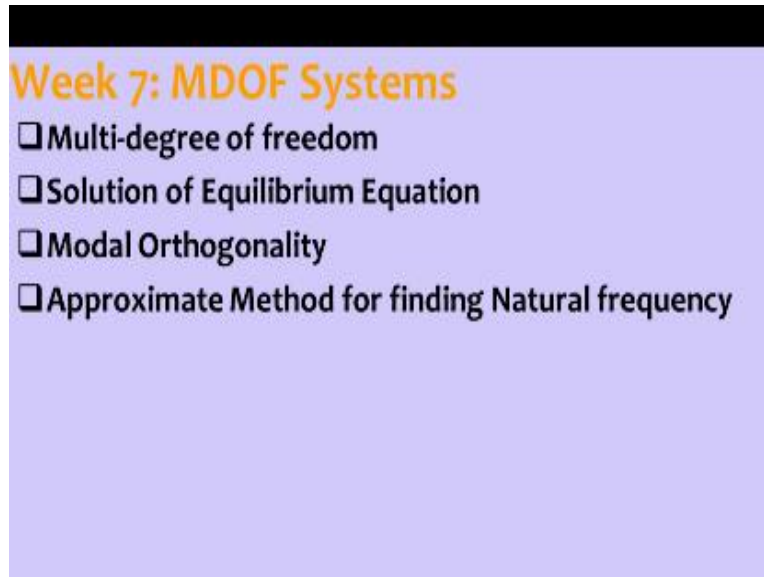 Week 7: MDOF Systems
❑Multi-degree of freedom
❑Solution of Equilibrium Equation
❑Modal Orthogonality
❑Approximate Method for finding Natural frequency